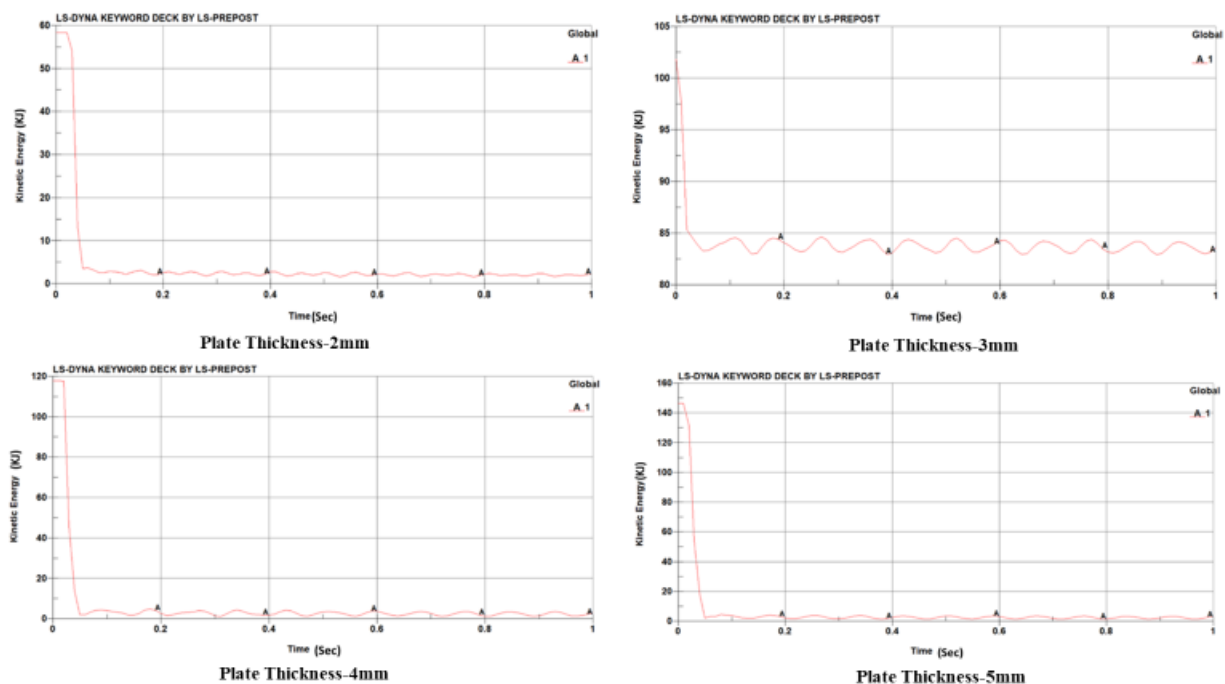 LS-DYNA KEYWORD DECK BY LS-PREPOST
Global
A 1
Kinetic Energy (KJ)
60
50
40
30
20
10
0
A A A A A
0 0.2 0.4 0.6 0.8 1
Time(Sec)
Plate Thickness-2mm
LS-DYNA KEYWORD DECK BY LS-PREPOST
Global
A 1
Kinetic Energy (KJ)
105
100
95
90
85
80
A A A A A
0 0.2 0.4 0.6 0.8 1
Time (Sec)
Plate Thickness-3mm
LS-DYNA KEYWORD DECK BY LS-PREPOST
Global
A 1
Kinetic Energy (KJ)
120
100
80
60
40
20
0
A A A A A
0 0.2 0.4 0.6 0.8 1
Time (Sec)
Plate Thickness-4mm
LS-DYNA KEYWORD DECK BY LS-PREPOST
Global
A 1
Kinetic Energy(KJ)
160
140
120
100
80
60
40
20
0
A A A A A
0 0.2 0.4 0.6 0.8 1
Time (Sec)
Plate Thickness-5mm